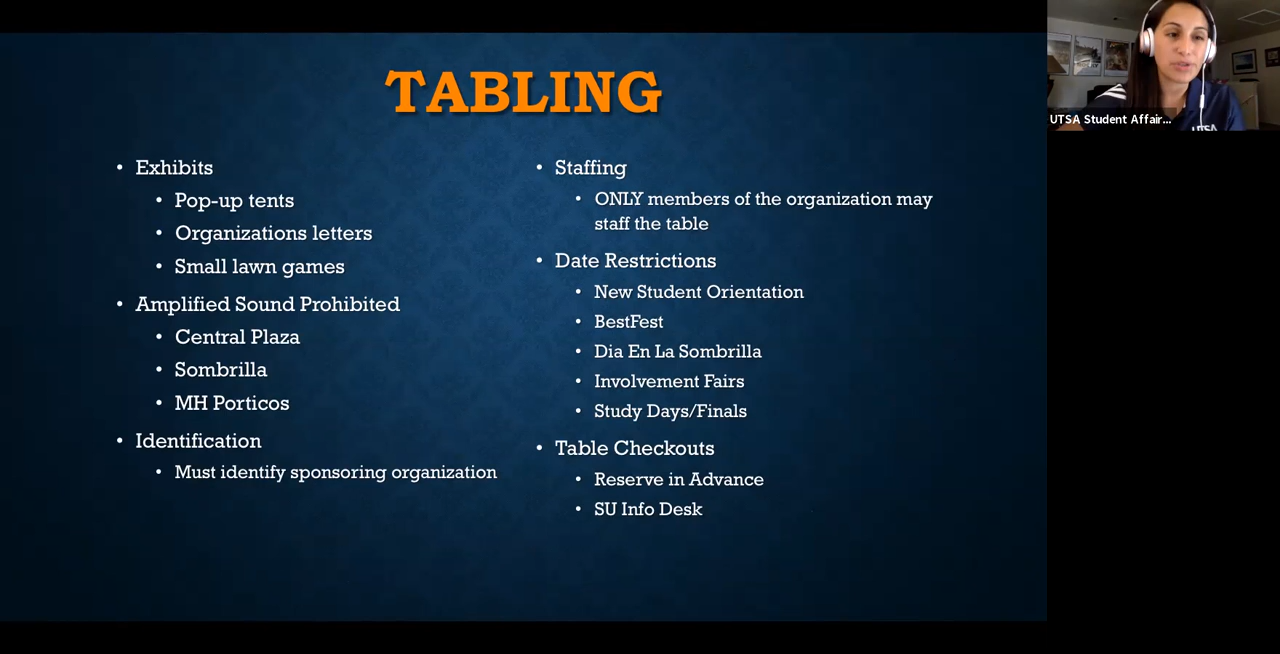 TABLING
• Exhibits
• Pop-up tents
• Organizations letters
• Small lawn games
• Amplified Sound Prohibited
• Central Plaza
• Sombrilla
• MH Porticos
• Identification
• Must identify sponsoring organization
• Staffing
• ONLY members of the organization may
staff the table
• Date Restrictions
• New Student Orientation
• BestFest
• Dia En La Sombrilla
• Involvement Fairs
• Study Days/Finals
• Table Checkouts
• Reserve in Advance
• SU Info Desk
UTSA Student Affair...
UTSA